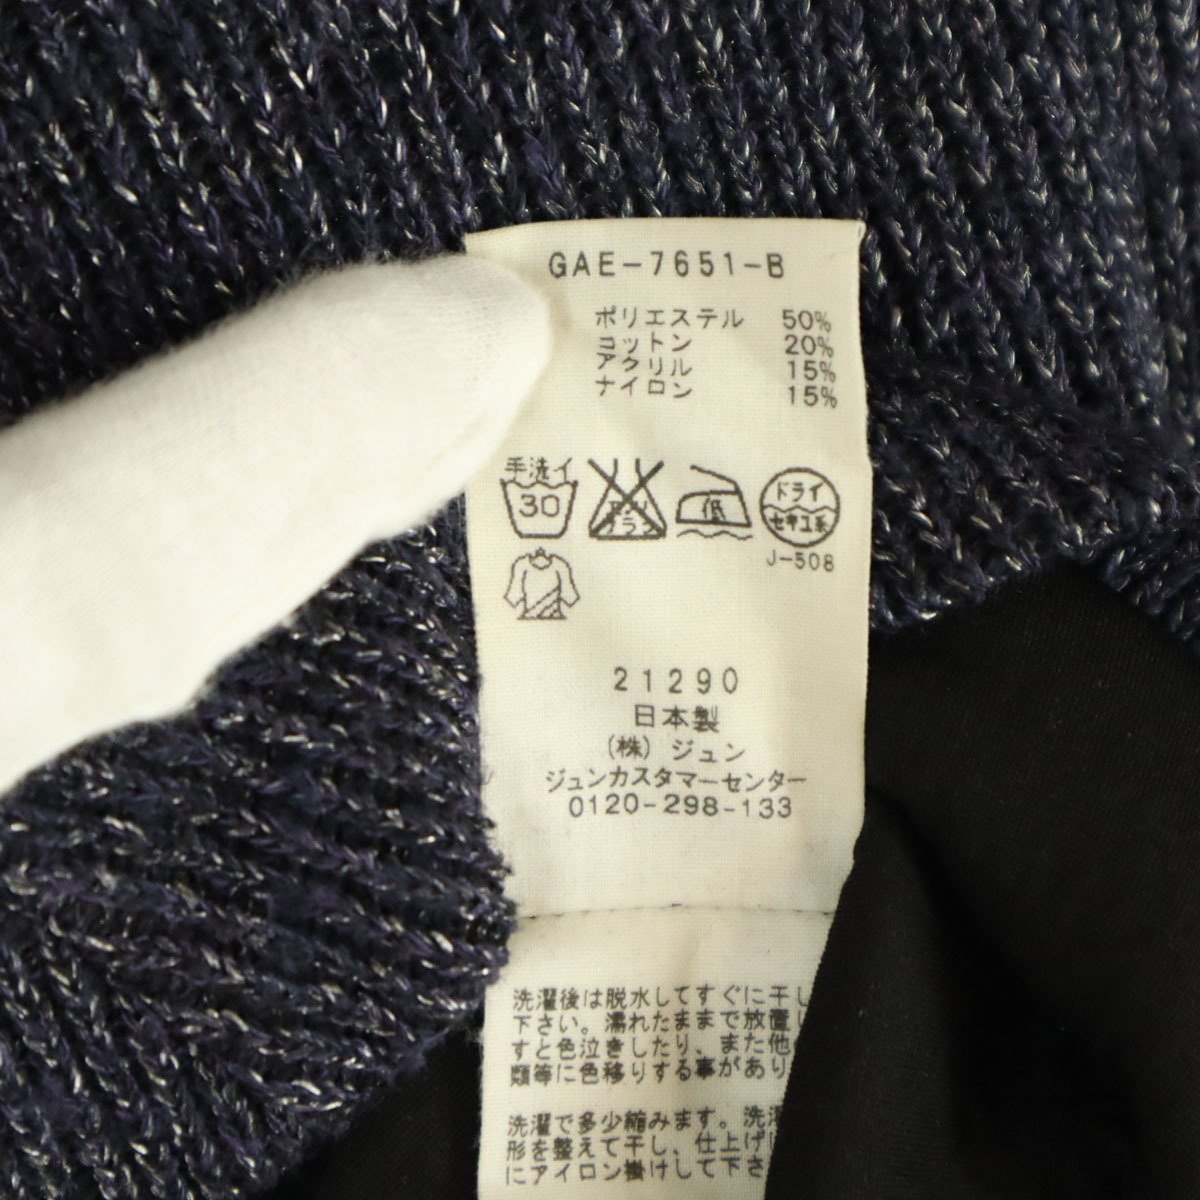 GAE-7651-B
ポリエステル 50%
コットン 20%
アクリル 15%
ナイロン 15%
手洗イ
30
低
ドライ
セキユ系
J-508
21290
日本製
(株) ジュン
ジュンカスタマーセンター
0120-298-133
洗濯後は脱水してすぐに干し
下さい。濡れたままで放置
すと色泣きしたり、また他
類等に色移りする事があり
洗濯で多少縮みます。洗濯
形を整えて干し、仕上げに
にアイロン掛けして下さ